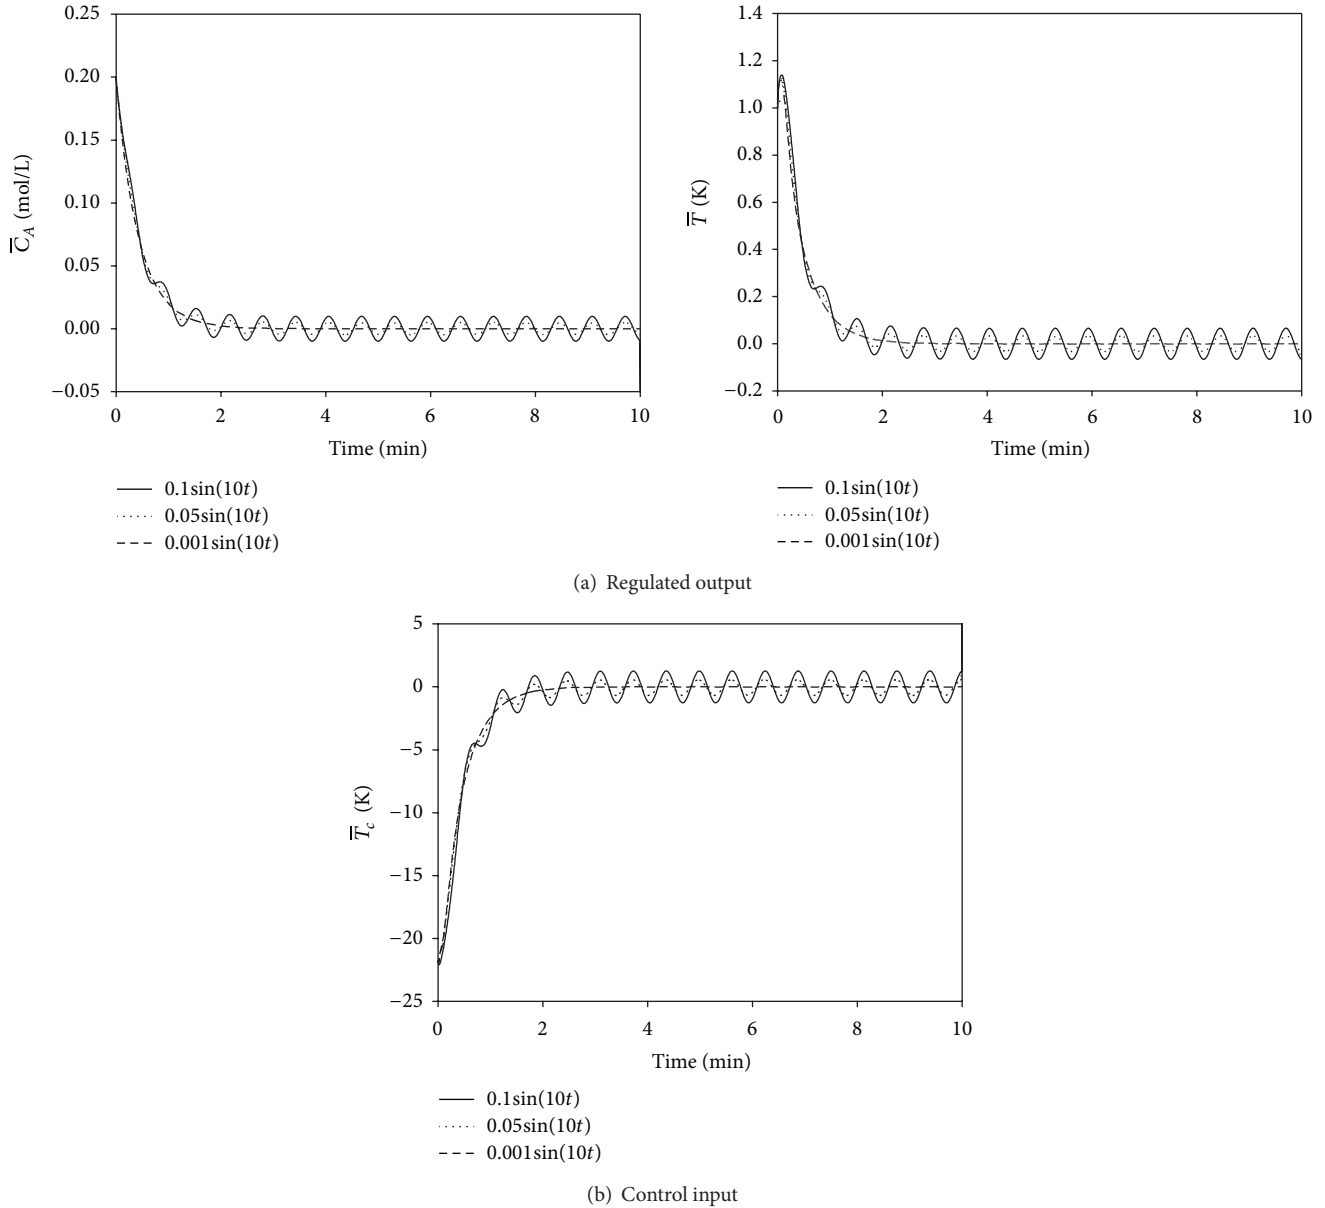 0.25
0.20
0.15
0.10
0.05
0.00
−0.05
C̅_A (mol/L)
0 2 4 6 8 10
Time (min)
0.1sin(10t)
0.05sin(10t)
0.001sin(10t)
1.4
1.2
1.0
0.8
0.6
0.4
0.2
0.0
−0.2
T̅ (K)
0 2 4 6 8 10
Time (min)
0.1sin(10t)
0.05sin(10t)
0.001sin(10t)
(a) Regulated output
5
0
−5
−10
−15
−20
−25
T̅_c (K)
0 2 4 6 8 10
Time (min)
0.1sin(10t)
0.05sin(10t)
0.001sin(10t)
(b) Control input